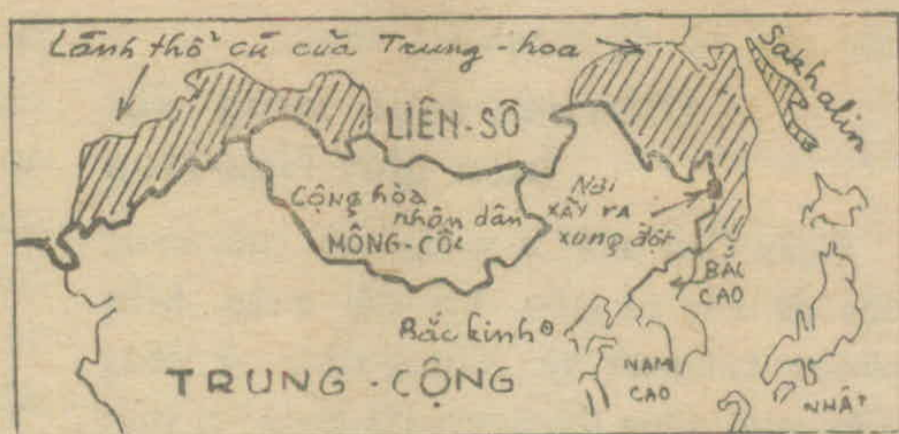 Lãnh thổ cũ của Trung-hoa
Sakhalin
LIÊN-SÔ
Cộng hòa
nhân dân
MÔNG-CỔ
Nơi
XẨY RA
xung đột
BẮC
CAO
Bắc kinh
NAM
CAO
TRUNG-CỘNG
NHẬT